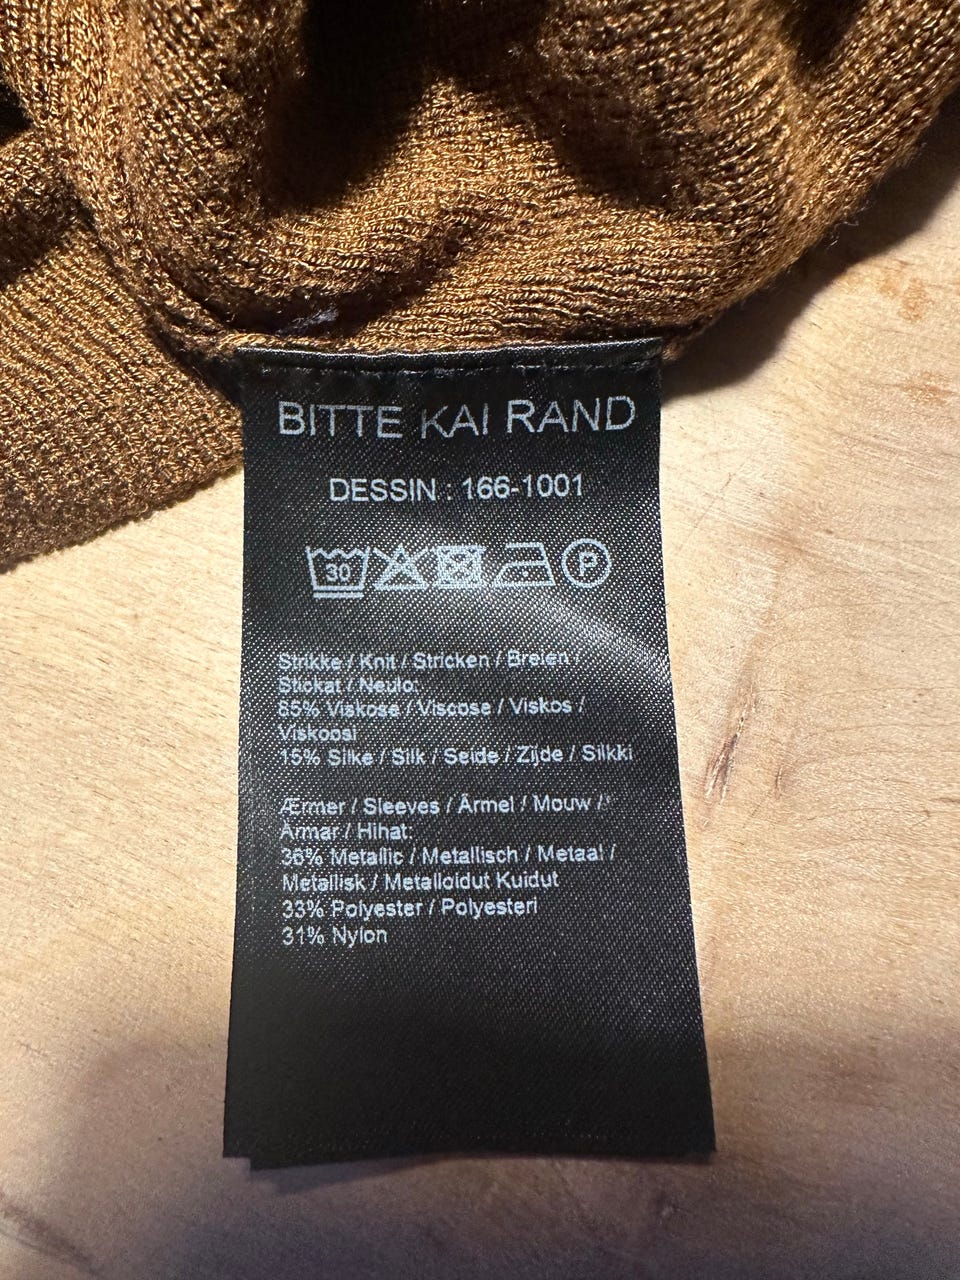 BITTE KAI RAND
DESSIN : 166-1001
30 P
Strikke / Knit / Stricken / Breien /
Stickat / Neulo:
85% Viskose / Viscose / Viskos /
Viskoosi
15% Silke / Silk / Seide / Zijde / Silkki
Ærmer / Sleeves / Ärmel / Mouw /
Ärmar / Hihat:
36% Metallic / Metallisch / Metaal /
Metallisk / Metalloidut Kuidut
33% Polyester / Polyesteri
31% Nylon